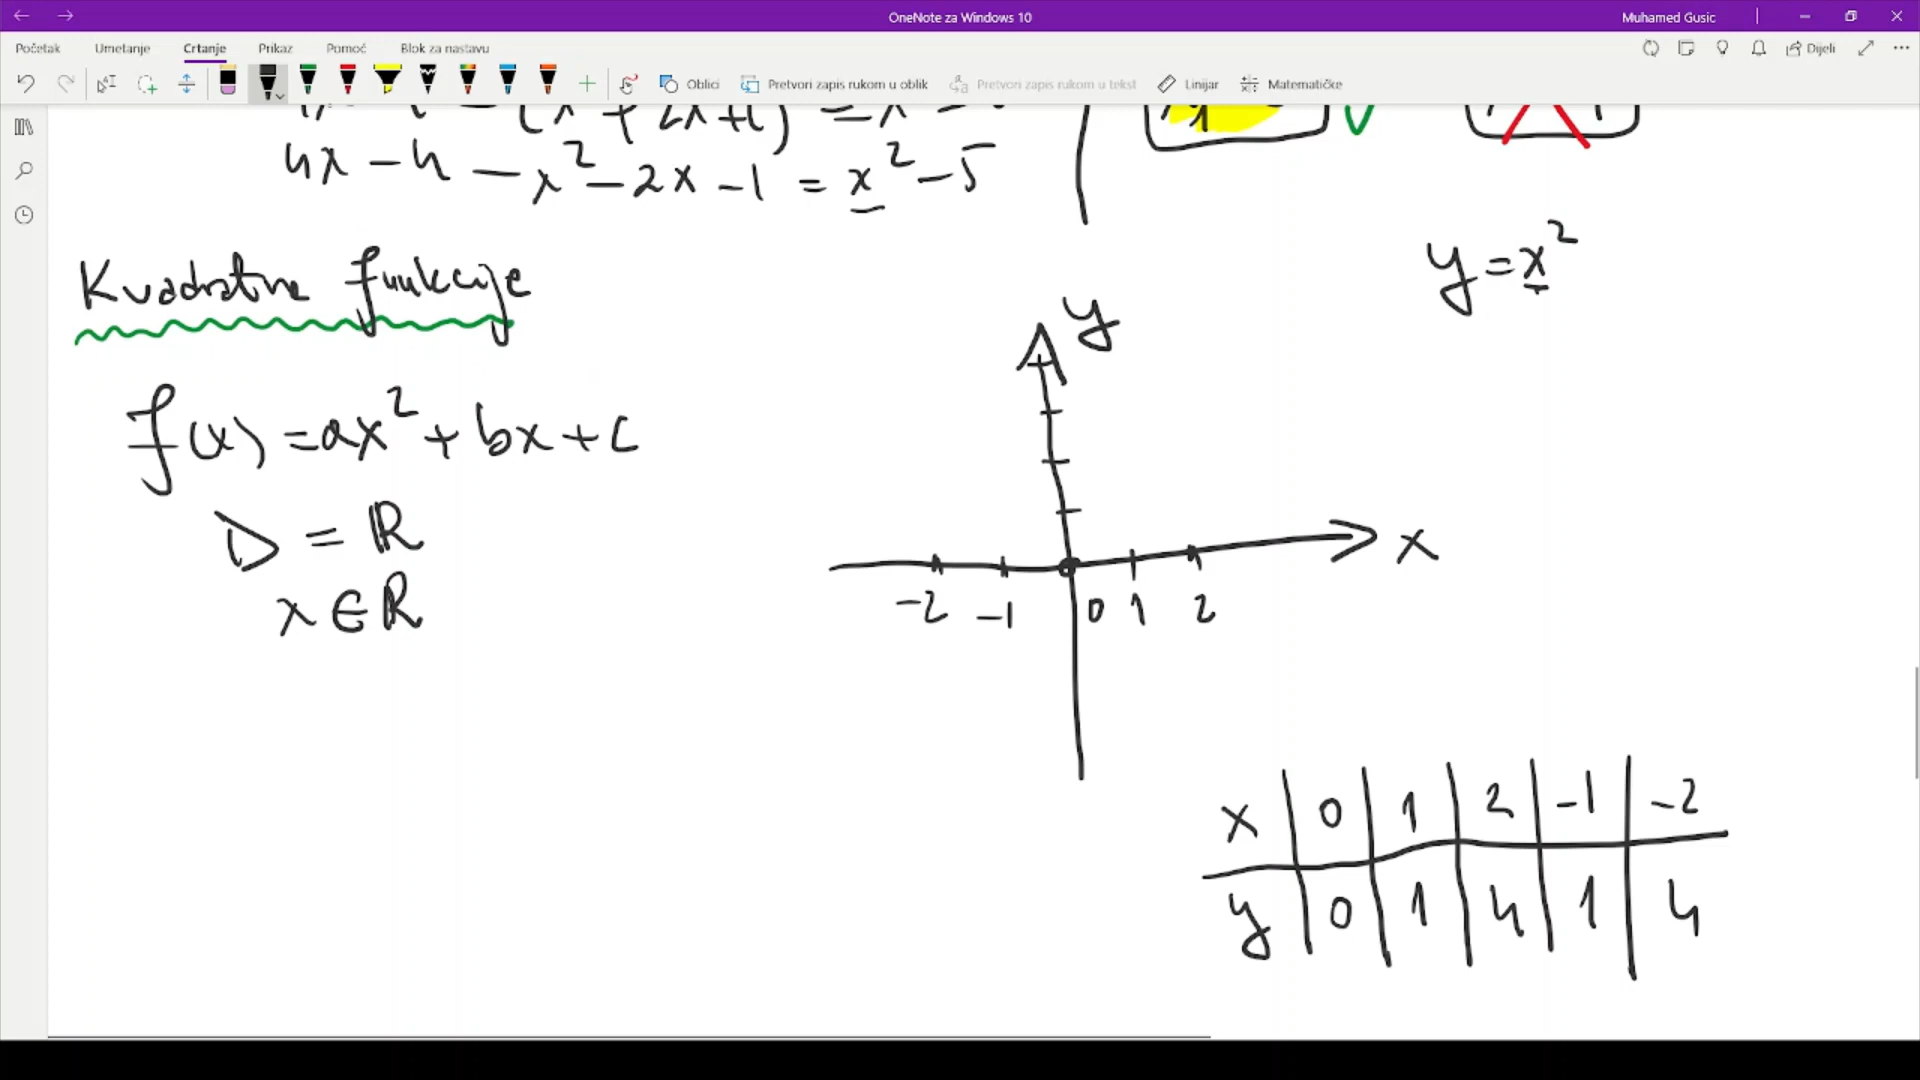 OneNote za Windows 10
Muhamed Gusic
Početak Umetanje Crtanje Prikaz Pomoć Blok za nastavu
Dijeli
Oblici Pretvori zapis rukom u oblik Pretvori zapis rukom u tekst Linijar Matematičke
4x - 4 - x² - 2x - 1 = x² - 5
y = x²
Kvadratne funkcije
y
f(x) = ax² + bx + c
D = ℝ
x
x ∈ ℝ
-2 -1 0 1 2
x 0 1 2 -1 -2
y 0 1 4 1 4